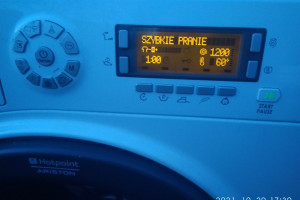 SZYBKIE PRANIE
1200
1:00
60°
START
PAUSE
Hotpoint
ARISTON